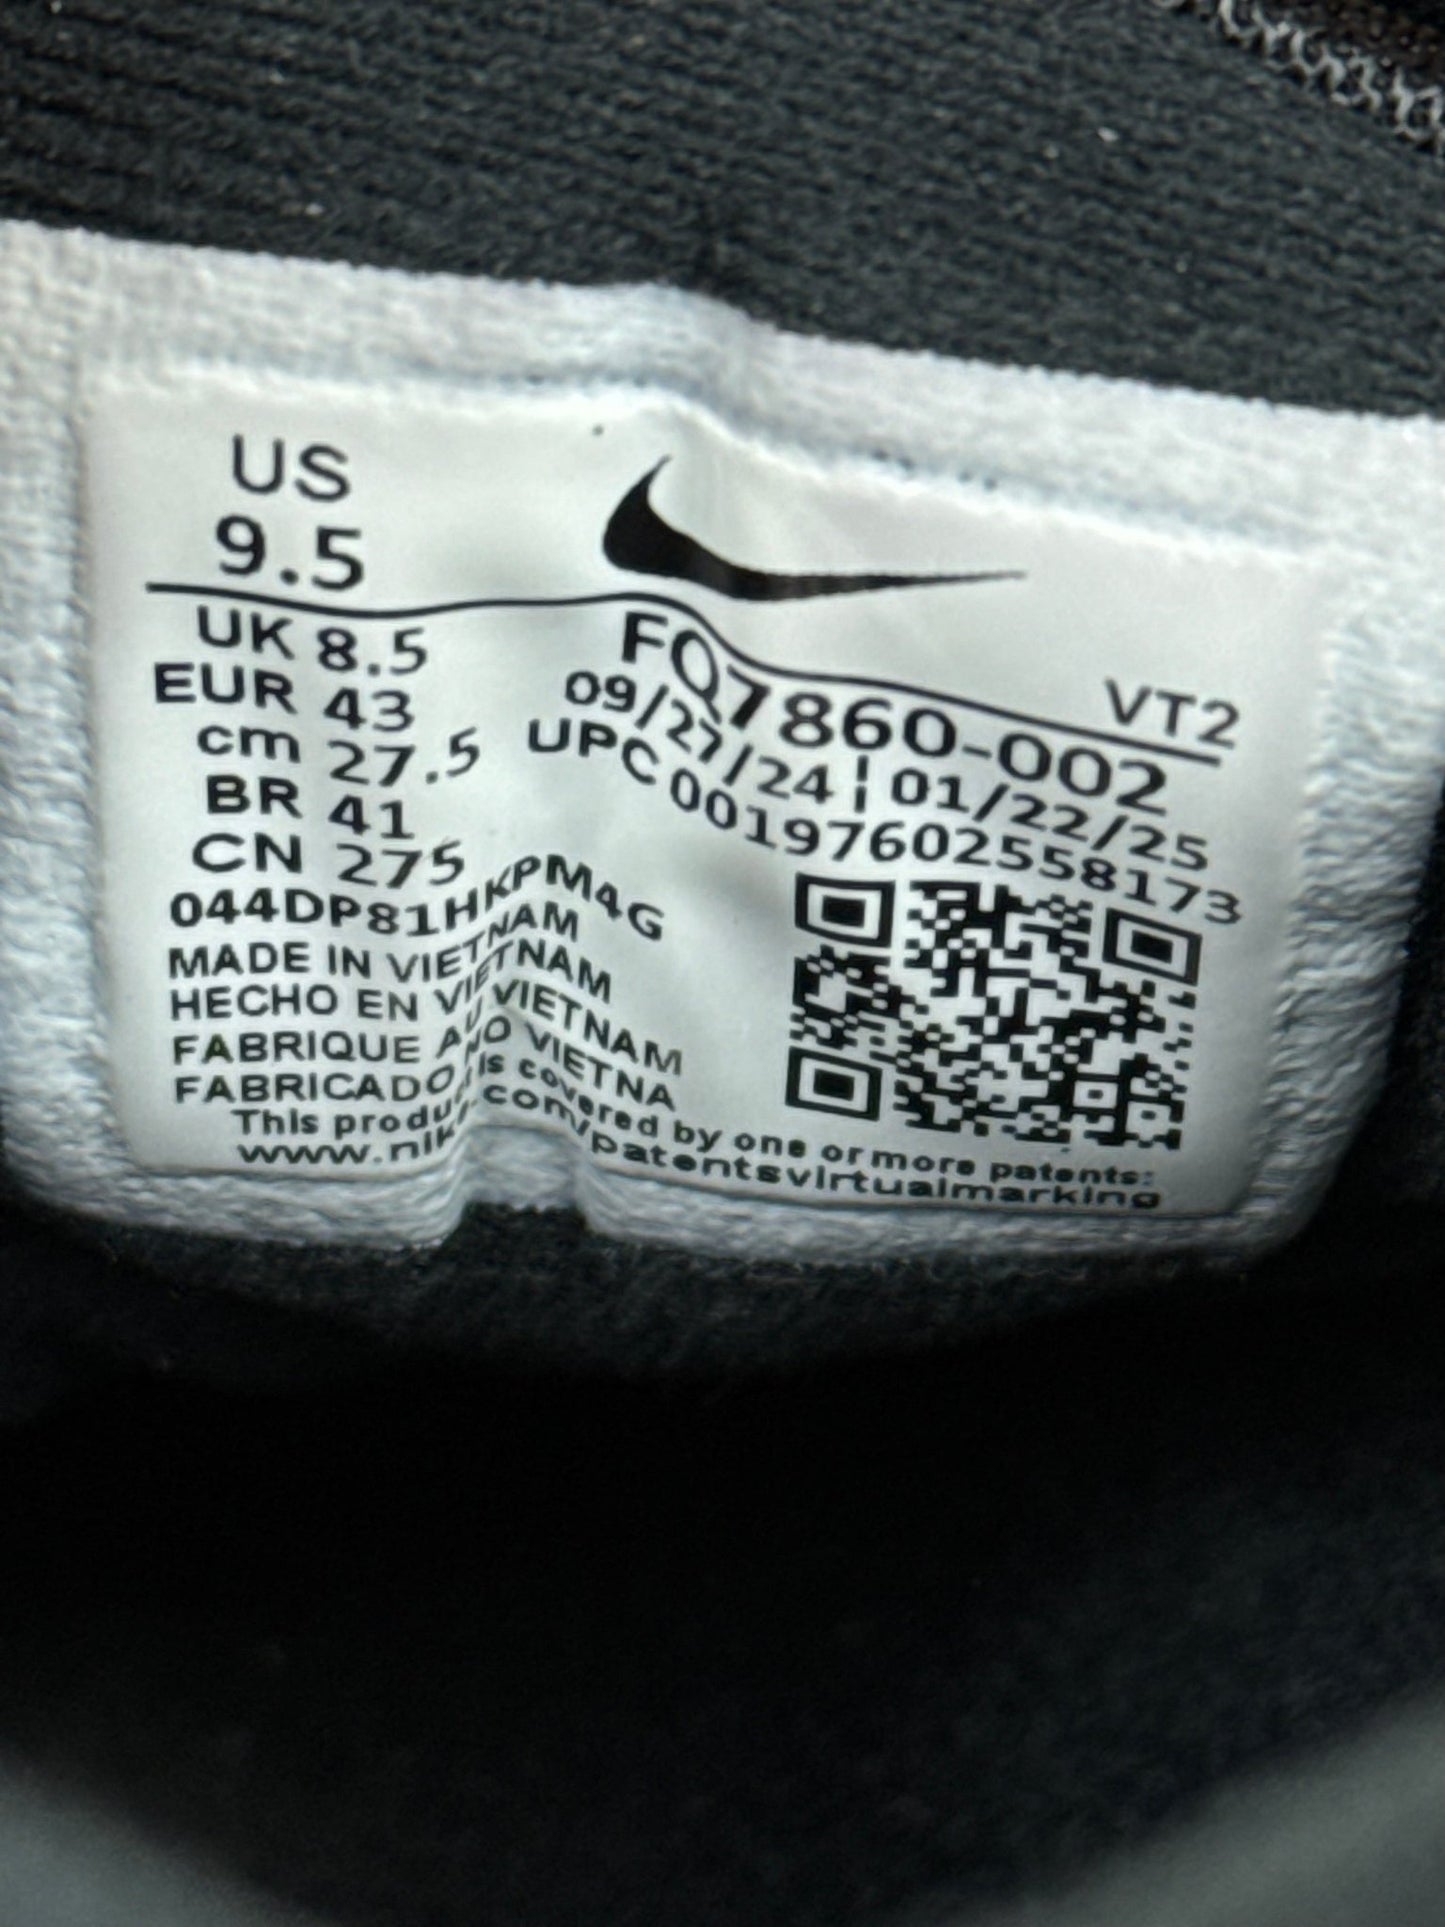 US
9.5
VT2
UK 8.5
EUR 43
cm 27.5
BR 41
CN 275
FQ7860-002
09/27/24 ¦ 01/22/25
UPC 00197602558173
044DP81HKPM4G
MADE IN VIETNAM
HECHO EN VIETNAM
FABRIQUE AU VIETNAM
FABRICADO NO VIETNA
This product is covered by one or more patents:
www.nike.com/patentsvirtualmarking